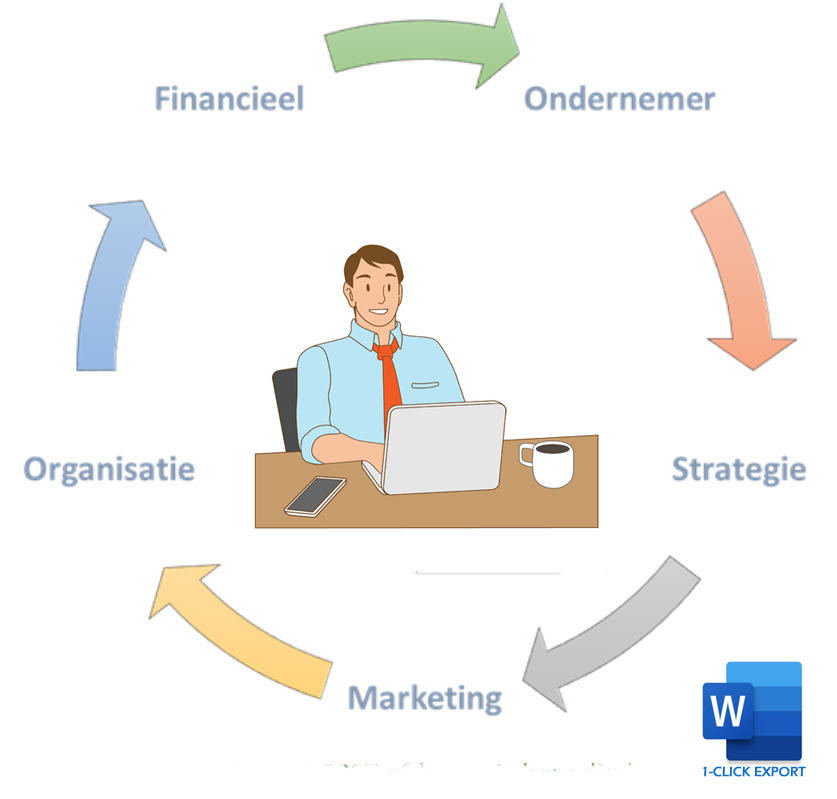 Financieel
Ondernemer
Organisatie
Strategie
Marketing
W
1-CLICK EXPORT